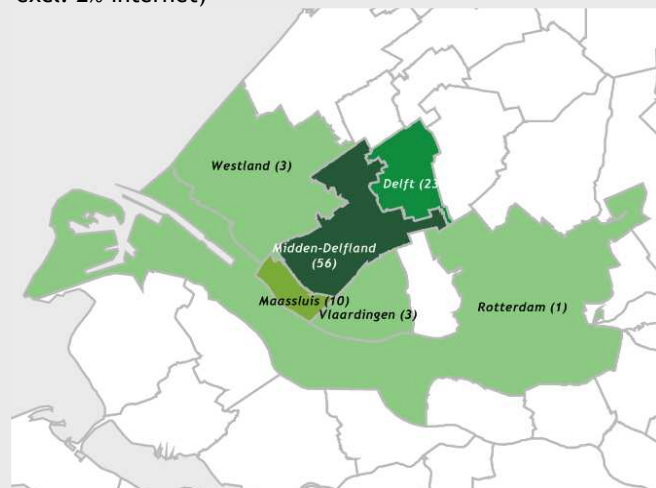 excl. 2% internet)
Westland (3)
Delft (23
Midden-Delfland
(56)
Maassluis (10)
Vlaardingen (3)
Rotterdam (1)